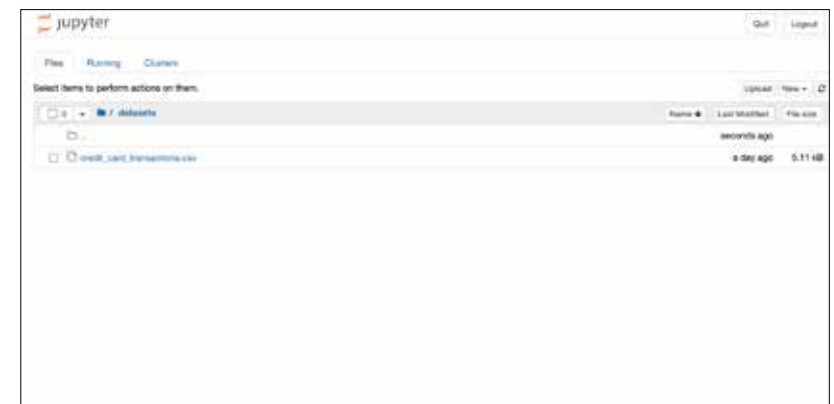 jupyter
Quit Logout
Files Running Clusters
Select items to perform actions on them.
Upload New
0 / datasets Name Last Modified File size
.. seconds ago
credit_card_transactions.csv a day ago 5.11 kB